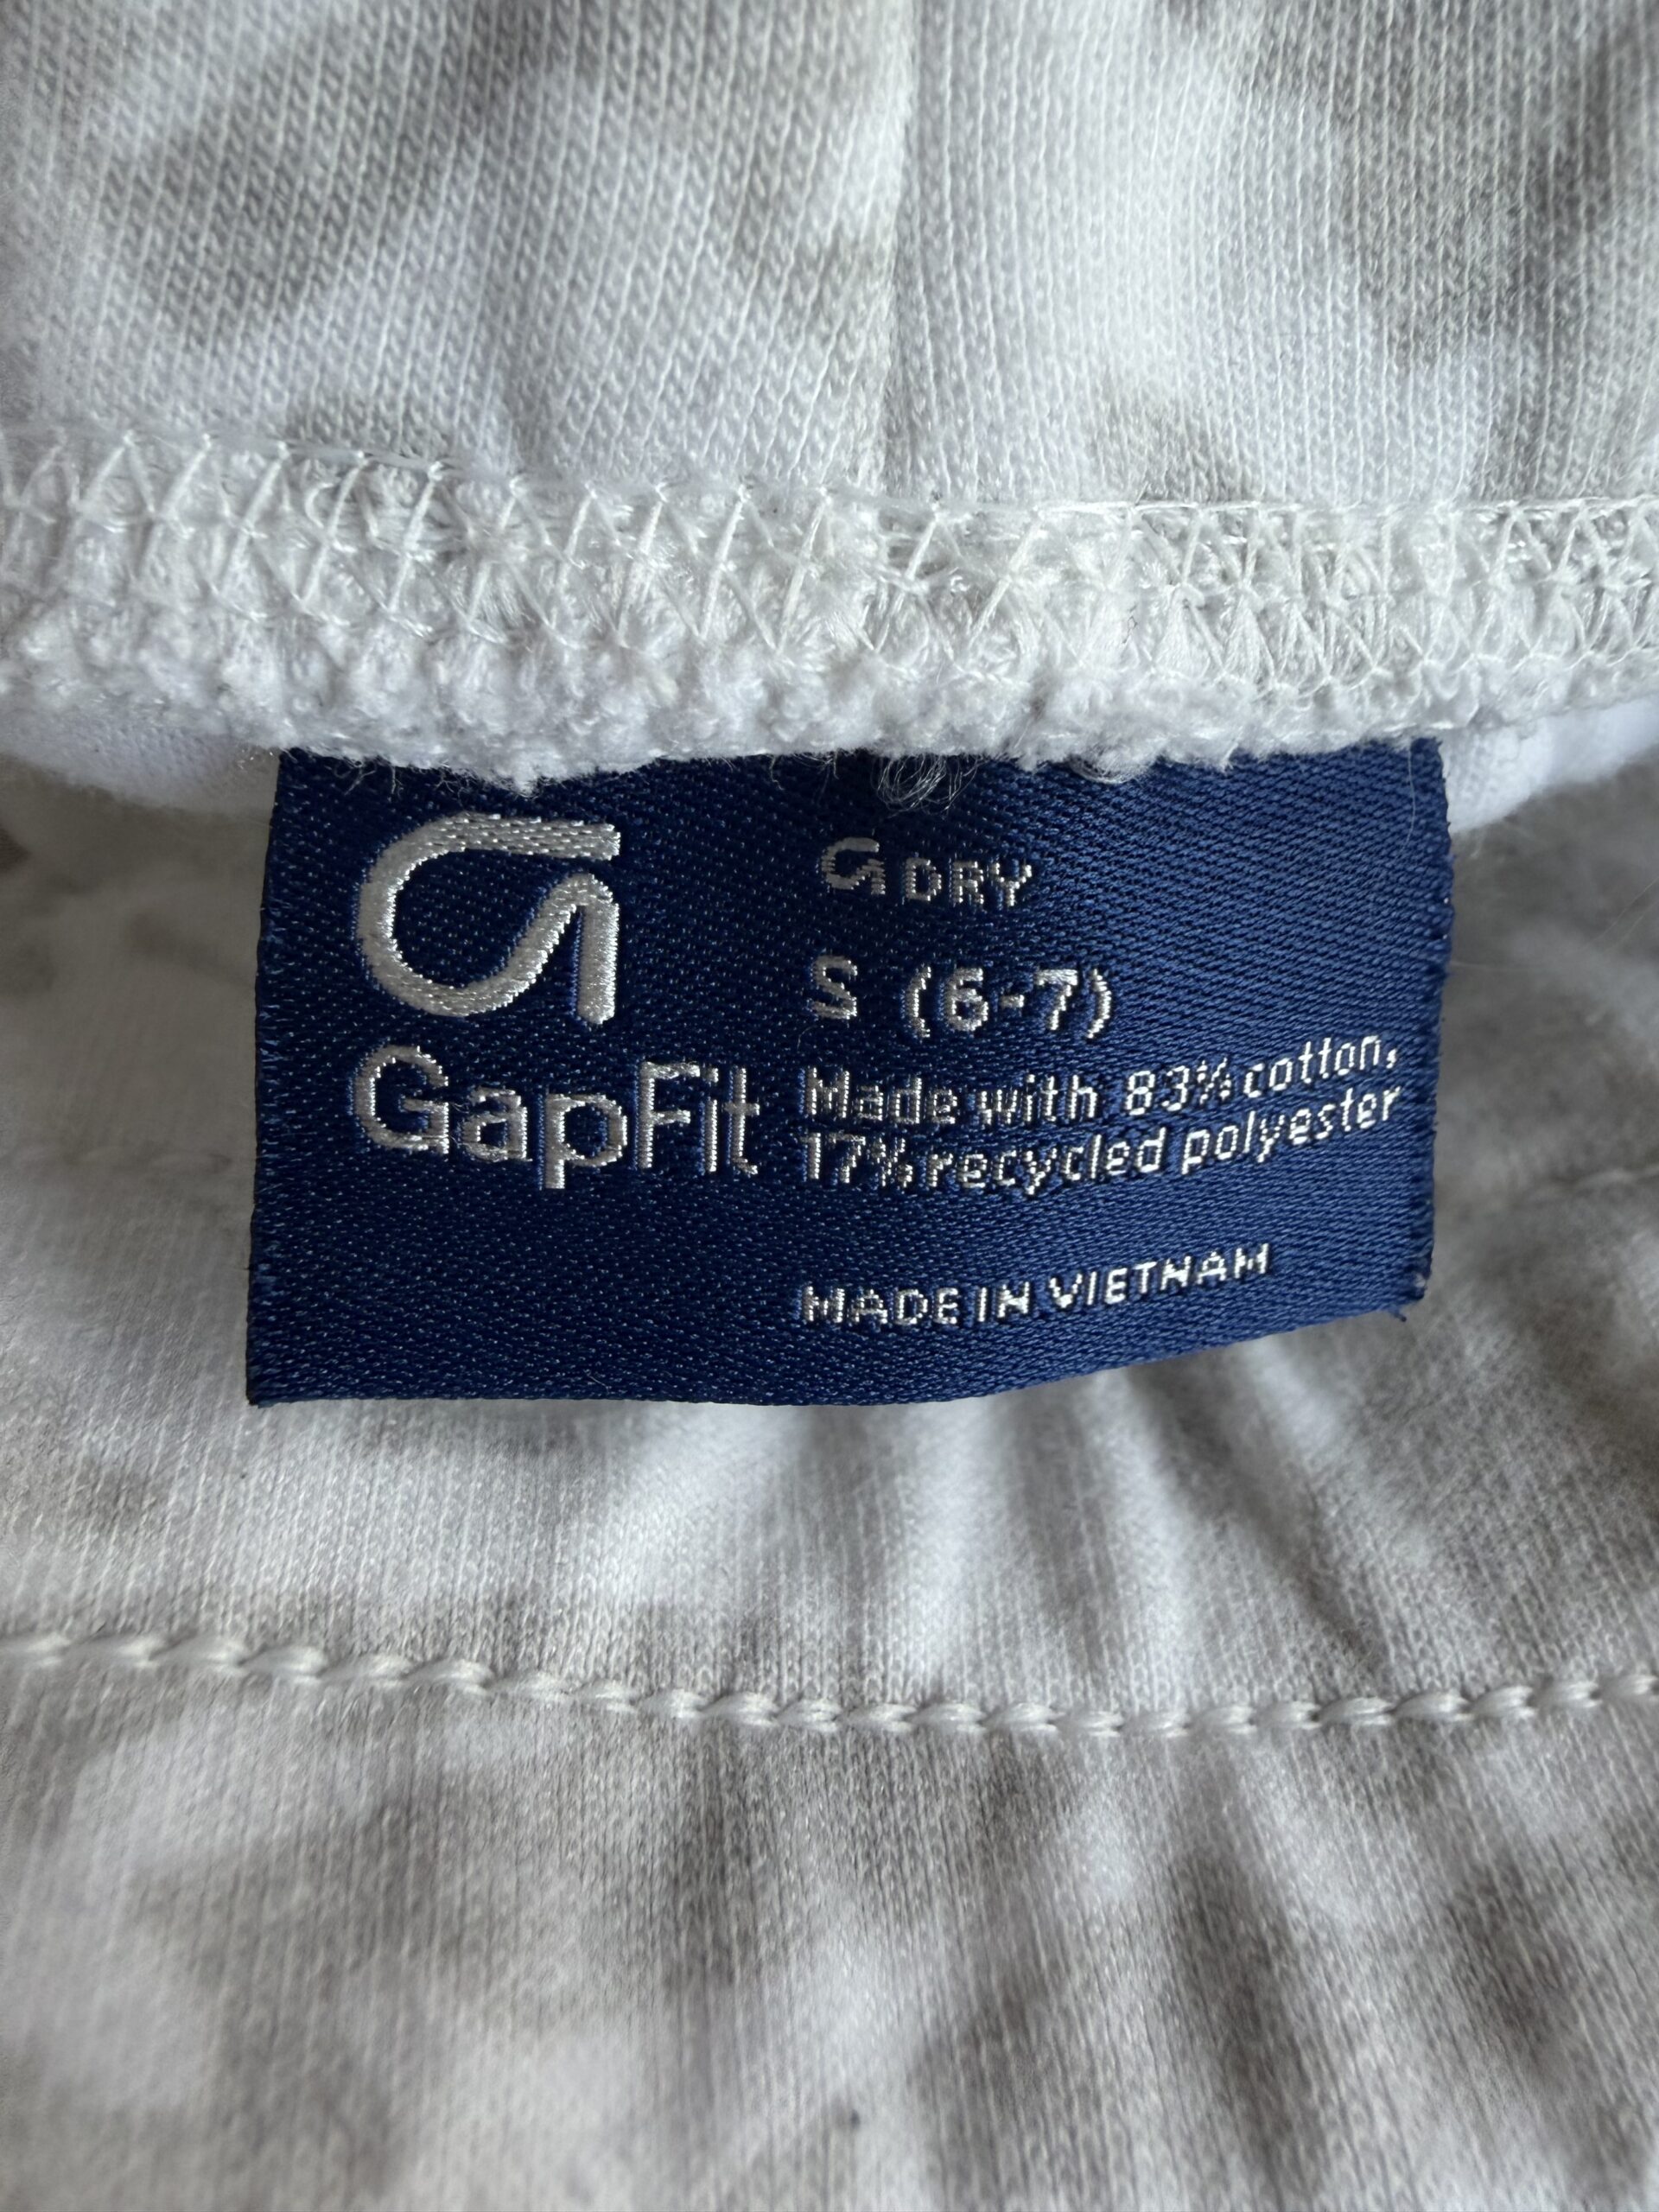 GapFit
DRY
S (6-7)
Made with 83% cotton,
17% recycled polyester
MADE IN VIETNAM